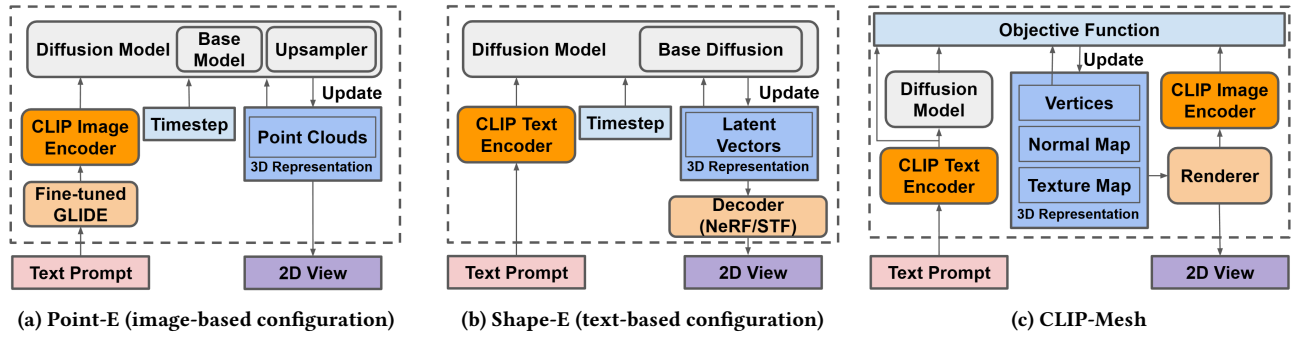 Diffusion Model
Base
Model
Upsampler
Update
CLIP Image
Encoder
Timestep
Point Clouds
3D Representation
Fine-tuned
GLIDE
Text Prompt
2D View
(a) Point-E (image-based configuration)
Diffusion Model
Base Diffusion
Update
CLIP Text
Encoder
Timestep
Latent
Vectors
3D Representation
Decoder
(NeRF/STF)
Text Prompt
2D View
(b) Shape-E (text-based configuration)
Objective Function
Update
Diffusion
Model
Vertices
CLIP Image
Encoder
Normal Map
CLIP Text
Encoder
Texture Map
Renderer
3D Representation
Text Prompt
2D View
(c) CLIP-Mesh